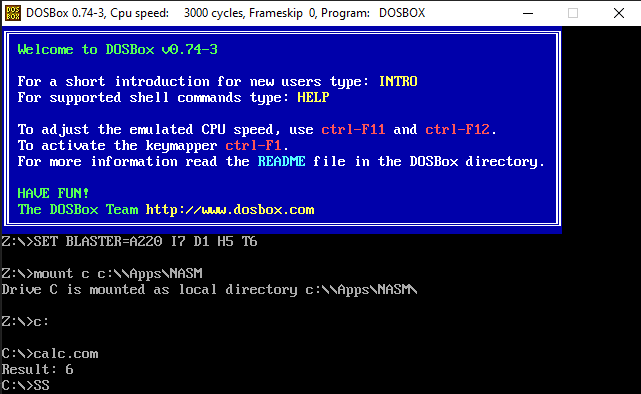 DOSBox 0.74-3, Cpu speed: 3000 cycles, Frameskip 0, Program: DOSBOX
Welcome to DOSBox v0.74-3
For a short introduction for new users type: INTRO
For supported shell commands type: HELP
To adjust the emulated CPU speed, use ctrl-F11 and ctrl-F12.
To activate the keymapper ctrl-F1.
For more information read the README file in the DOSBox directory.
HAVE FUN!
The DOSBox Team http://www.dosbox.com
Z:\>SET BLASTER=A220 I7 D1 H5 T6
Z:\>mount c c:\\Apps\NASM
Drive C is mounted as local directory c:\\Apps\NASM\
Z:\>c:
C:\>calc.com
Result: 6
C:\>SS